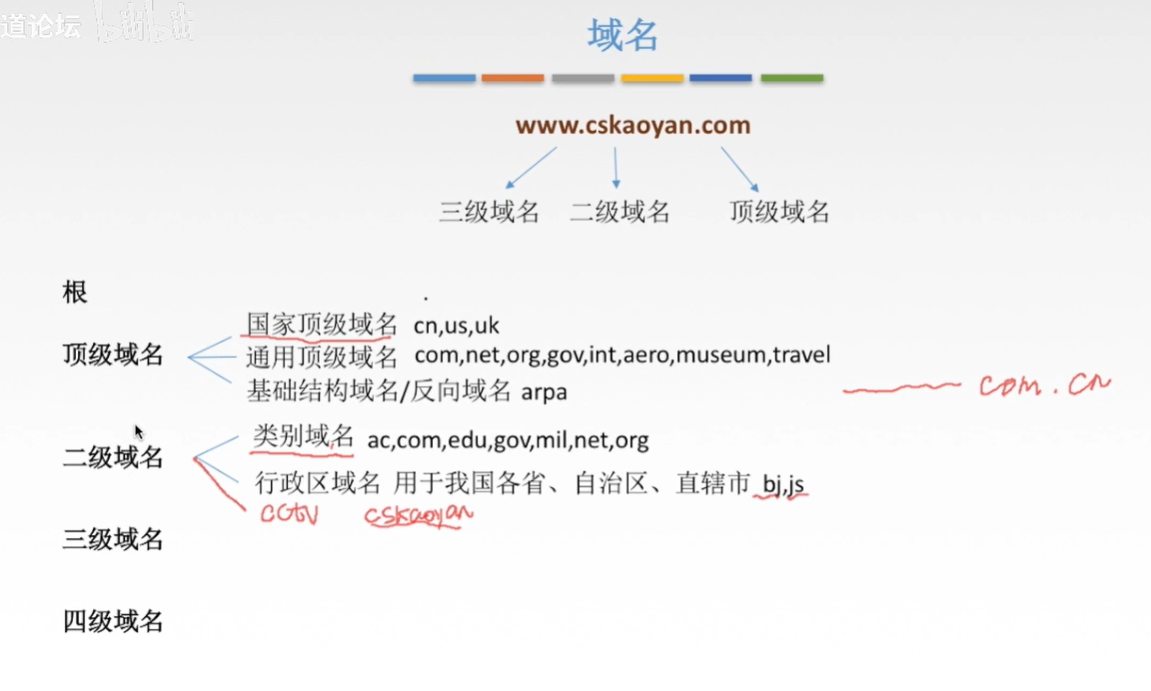 道论坛 bilibili
域名
www.cskaoyan.com
三级域名 二级域名 顶级域名
根 .
国家顶级域名 cn,us,uk
顶级域名
通用顶级域名 com,net,org,gov,int,aero,museum,travel
基础结构域名/反向域名 arpa
com.cn
类别域名 ac,com,edu,gov,mil,net,org
二级域名
行政区域名 用于我国各省、自治区、直辖市 bj,js
cctv cskaoyan
三级域名
四级域名